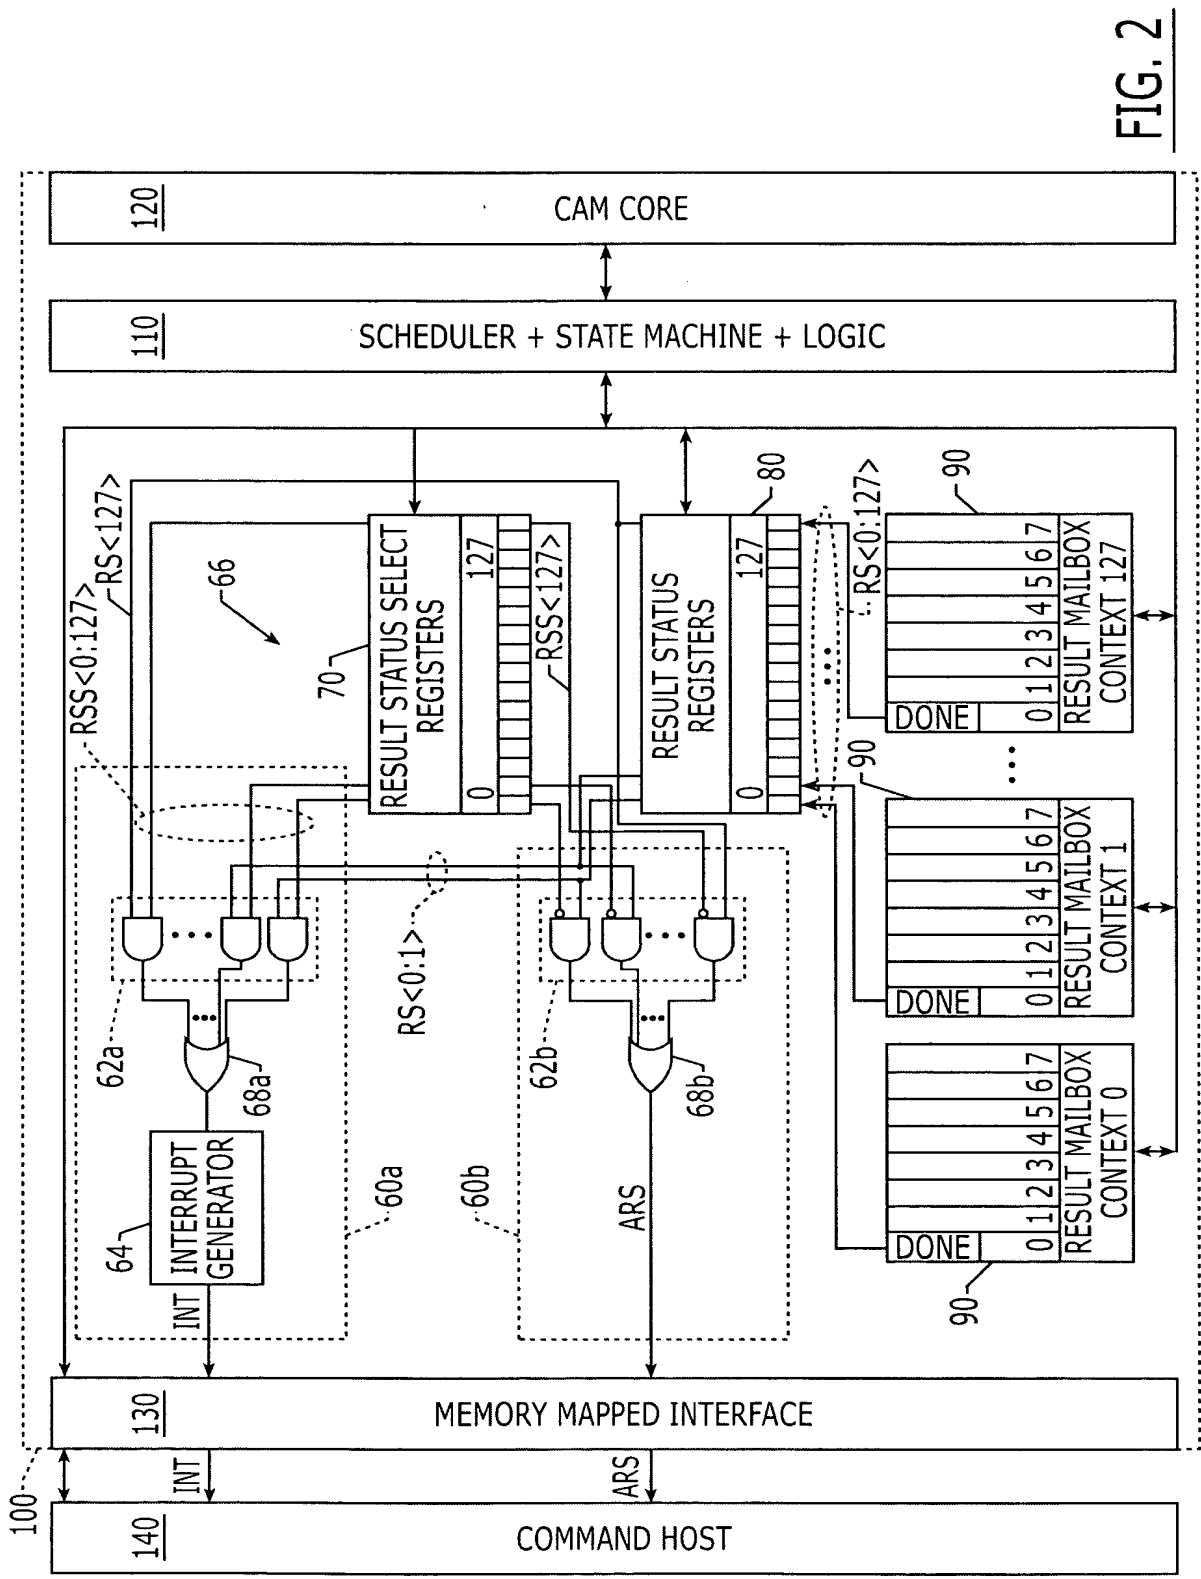 100
140
COMMAND HOST
INT
ARS
130
MEMORY MAPPED INTERFACE
INT
64
INTERRUPT
GENERATOR
60a
62a
68a
RSS<0:127>
RS<127>
66
60b
ARS
62b
68b
RS<0:1>
70
RESULT STATUS SELECT
REGISTERS
0 127
RSS<127>
RESULT STATUS
REGISTERS
0 127
80
RS<0:127>
90
DONE
0 1 2 3 4 5 6 7
RESULT MAILBOX
CONTEXT 0
90
DONE
0 1 2 3 4 5 6 7
RESULT MAILBOX
CONTEXT 1
90
DONE
0 1 2 3 4 5 6 7
RESULT MAILBOX
CONTEXT 127
110
SCHEDULER + STATE MACHINE + LOGIC
120
CAM CORE
FIG. 2